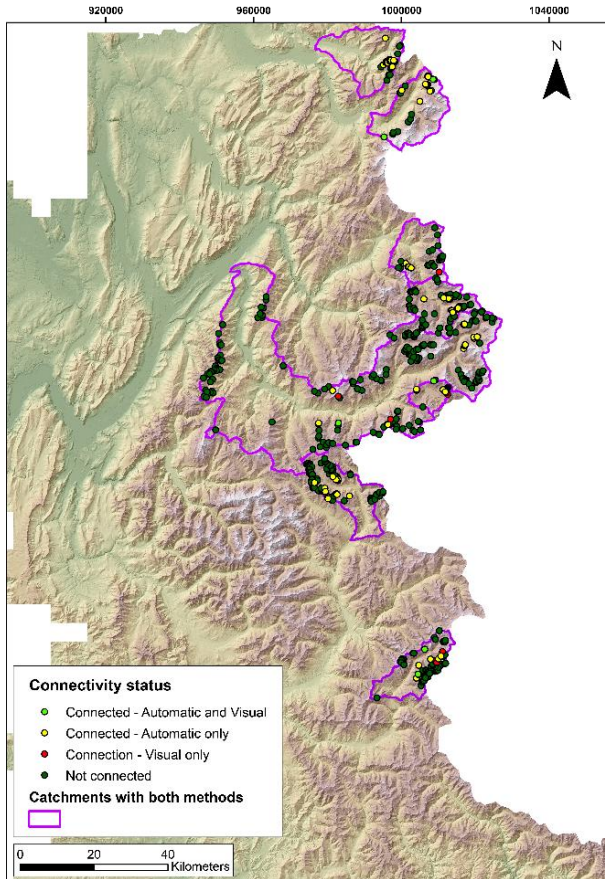 920000 960000 1000000 1040000
N
Connectivity status
Connected - Automatic and Visual
Connected - Automatic only
Connection - Visual only
Not connected
Catchments with both methods
0 20 40
Kilometers